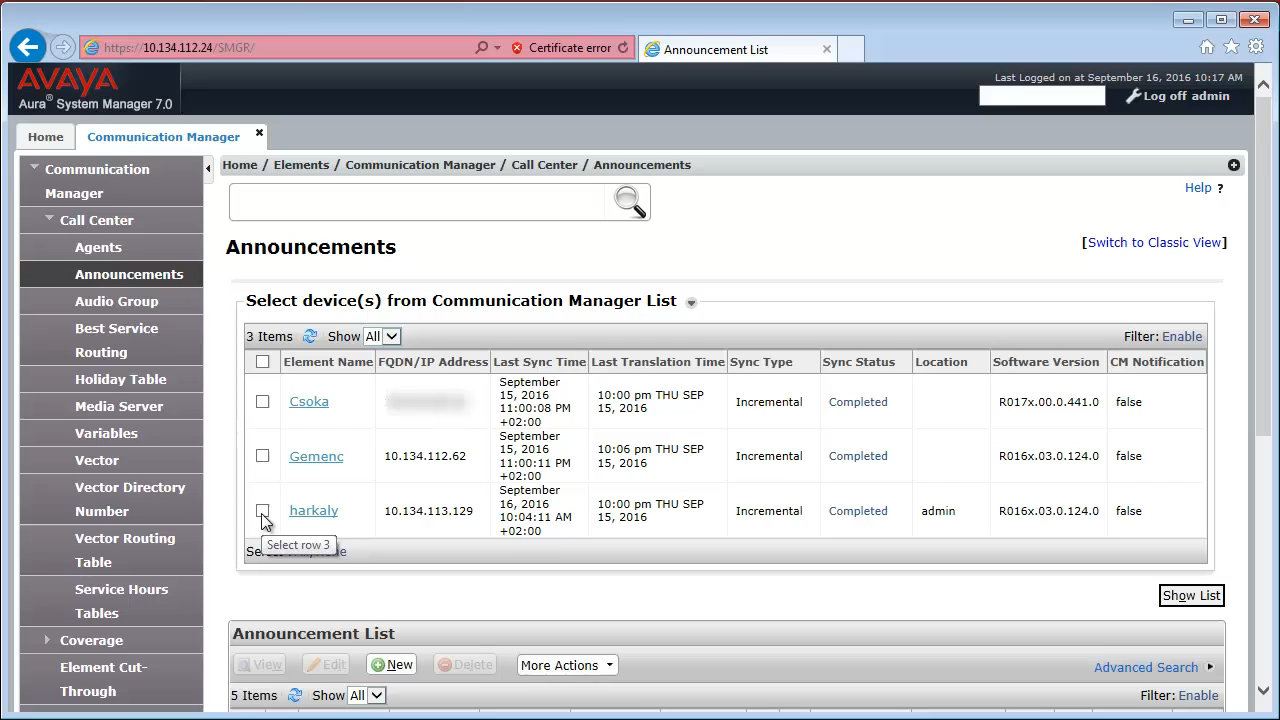 https://10.134.112.24/SMGR/
Certificate error
Announcement List
AVAYA
Aura® System Manager 7.0
Last Logged on at September 16, 2016 10:17 AM
Log off admin
Home
Communication Manager
Home / Elements / Communication Manager / Call Center / Announcements
Help ?
Communication
Manager
Call Center
Agents
Announcements
Audio Group
Best Service
Routing
Holiday Table
Media Server
Variables
Vector
Vector Directory
Number
Vector Routing
Table
Service Hours
Tables
Coverage
Element Cut-
Through
Announcements
[Switch to Classic View]
Select device(s) from Communication Manager List
3 Items Show All Filter: Enable
Element Name FQDN/IP Address Last Sync Time Last Translation Time Sync Type Sync Status Location Software Version CM Notification
Csoka September 15, 2016 11:00:08 PM +02:00 10:00 pm THU SEP 15, 2016 Incremental Completed R017x.00.0.441.0 false
Gemenc 10.134.112.62 September 15, 2016 11:00:11 PM +02:00 10:06 pm THU SEP 15, 2016 Incremental Completed R016x.03.0.124.0 false
harkaly 10.134.113.129 September 16, 2016 10:04:11 AM +02:00 10:00 pm THU SEP 15, 2016 Incremental Completed admin R016x.03.0.124.0 false
Select row 3
Show List
Announcement List
View Edit New Delete More Actions
Advanced Search
5 Items Show All Filter: Enable